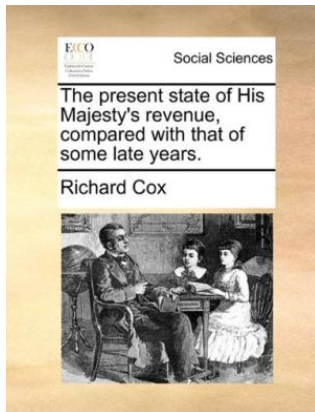 ECCO
Social Sciences
The present state of His
Majesty's revenue,
compared with that of
some late years.
Richard Cox